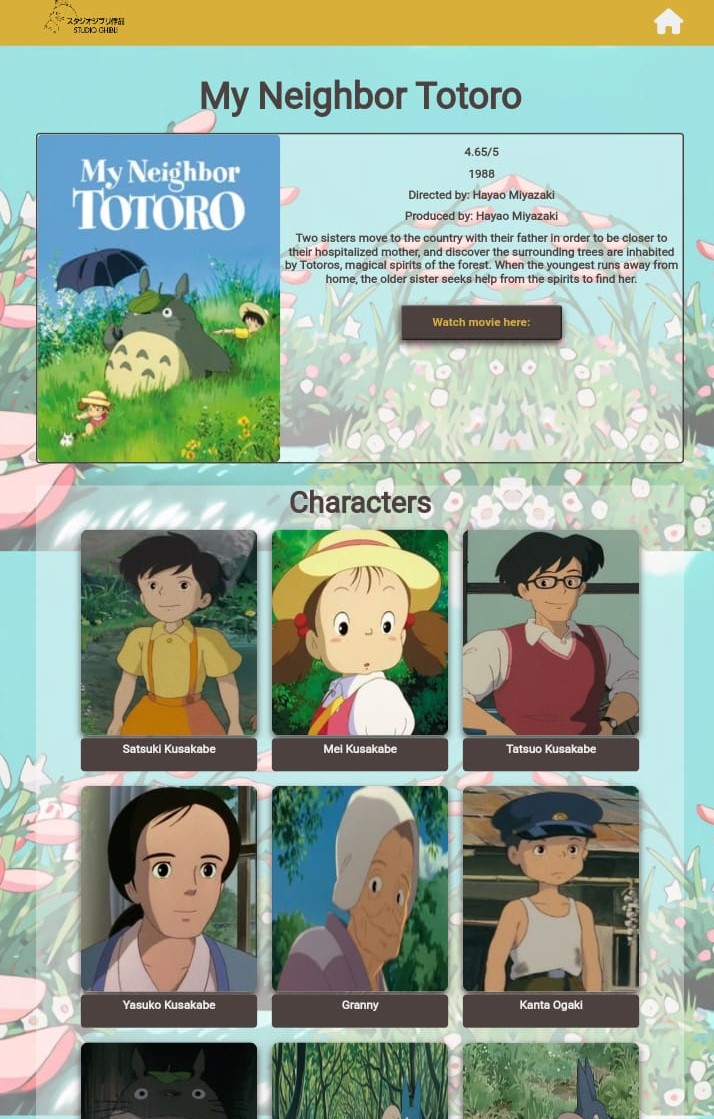 スタジオジブリ作品
STUDIO GHIBLI
My Neighbor Totoro
My Neighbor
TOTORO
4.65/5
1988
Directed by: Hayao Miyazaki
Produced by: Hayao Miyazaki
Two sisters move to the country with their father in order to be closer to
their hospitalized mother, and discover the surrounding trees are inhabited
by Totoros, magical spirits of the forest. When the youngest runs away from
home, the older sister seeks help from the spirits to find her.
Watch movie here:
Characters
Satsuki Kusakabe
Mei Kusakabe
Tatsuo Kusakabe
Yasuko Kusakabe
Granny
Kanta Ogaki